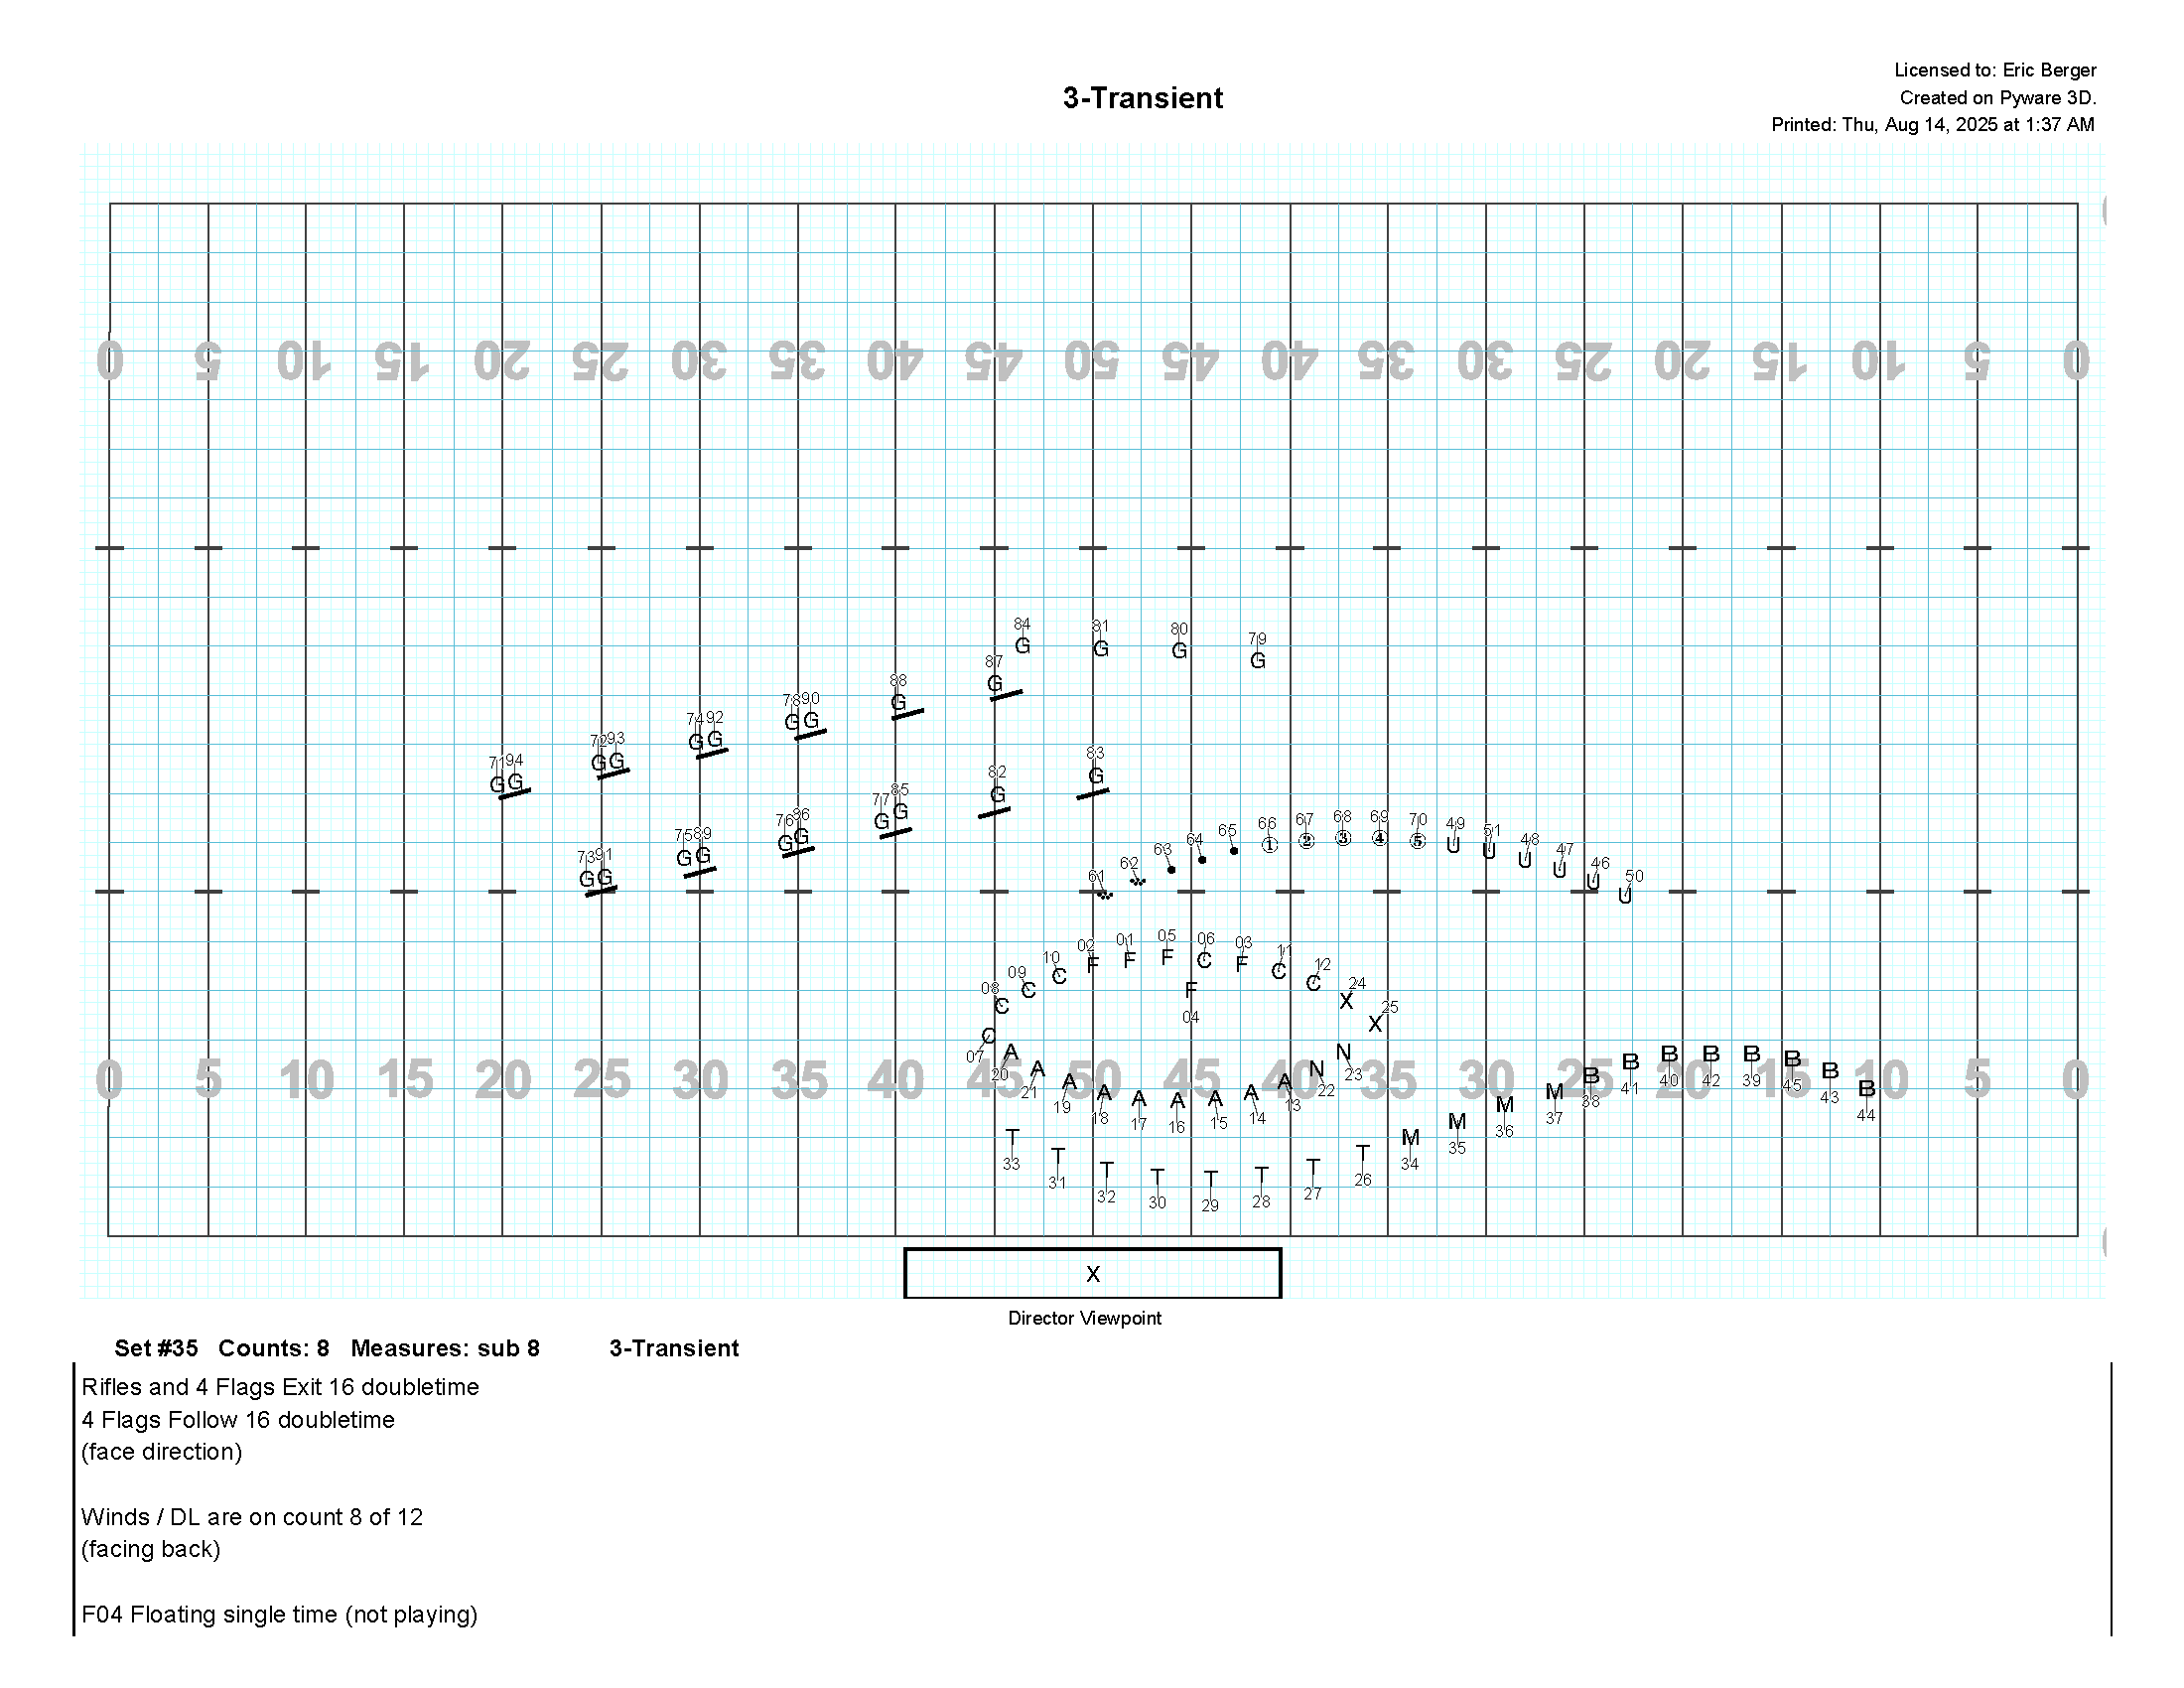 Licensed to: Eric Berger
3-Transient
Created on Pyware 3D.
Printed: Thu, Aug 14, 2025 at 1:37 AM
0 5 10 15 20 25 30 35 40 45 50 45 40 35 30 25 20 15 10 5 0
84 81 80 79
G G G G
87
G
88
G
78 90
G G
74 92
G G
72 93
G G
71 94
G G
83
G
82
G
77 85
G G
76 86
G G
75 89
G G
73 91
G G
61 62 63 64 65 66 67 68 69 70 49 51 48 47 46 50
① ② ③ ④ ⑤ U U U U U U
08 09 10 02 01 05 06 03 11 12 24 25
C C C F F F C F C C X X
F
04
C
07
A A A A A A A A N N
20 21 19 18 17 16 15 14 13 22 23
0 5 10 15 20 25 30 35 40 45 50 45 40 35 30 25 20 15 10 5 0
T T T T T T T T M M M M B B B B B B B B
33 31 32 30 29 28 27 26 34 35 36 37 38 41 40 42 39 45 43 44
X
Director Viewpoint
Set #35 Counts: 8 Measures: sub 8 3-Transient
Rifles and 4 Flags Exit 16 doubletime
4 Flags Follow 16 doubletime
(face direction)
Winds / DL are on count 8 of 12
(facing back)
F04 Floating single time (not playing)